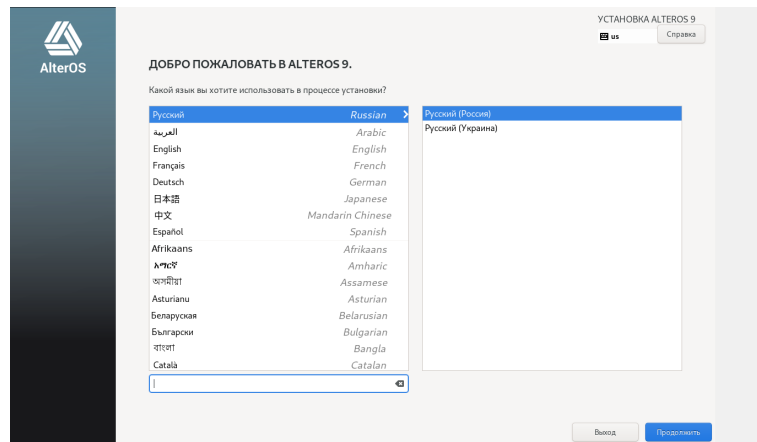 УСТАНОВКА ALTEROS 9
us
Справка
AlterOS
ДОБРО ПОЖАЛОВАТЬ В ALTEROS 9.
Какой язык вы хотите использовать в процессе установки?
Русский Russian
العربية Arabic
English English
Français French
Deutsch German
日本語 Japanese
中文 Mandarin Chinese
Español Spanish
Afrikaans Afrikaans
አማርኛ Amharic
অসমীয়া Assamese
Asturianu Asturian
Беларуская Belarusian
Български Bulgarian
বাংলা Bangla
Català Catalan
Русский (Россия)
Русский (Украина)
Выход
Продолжить